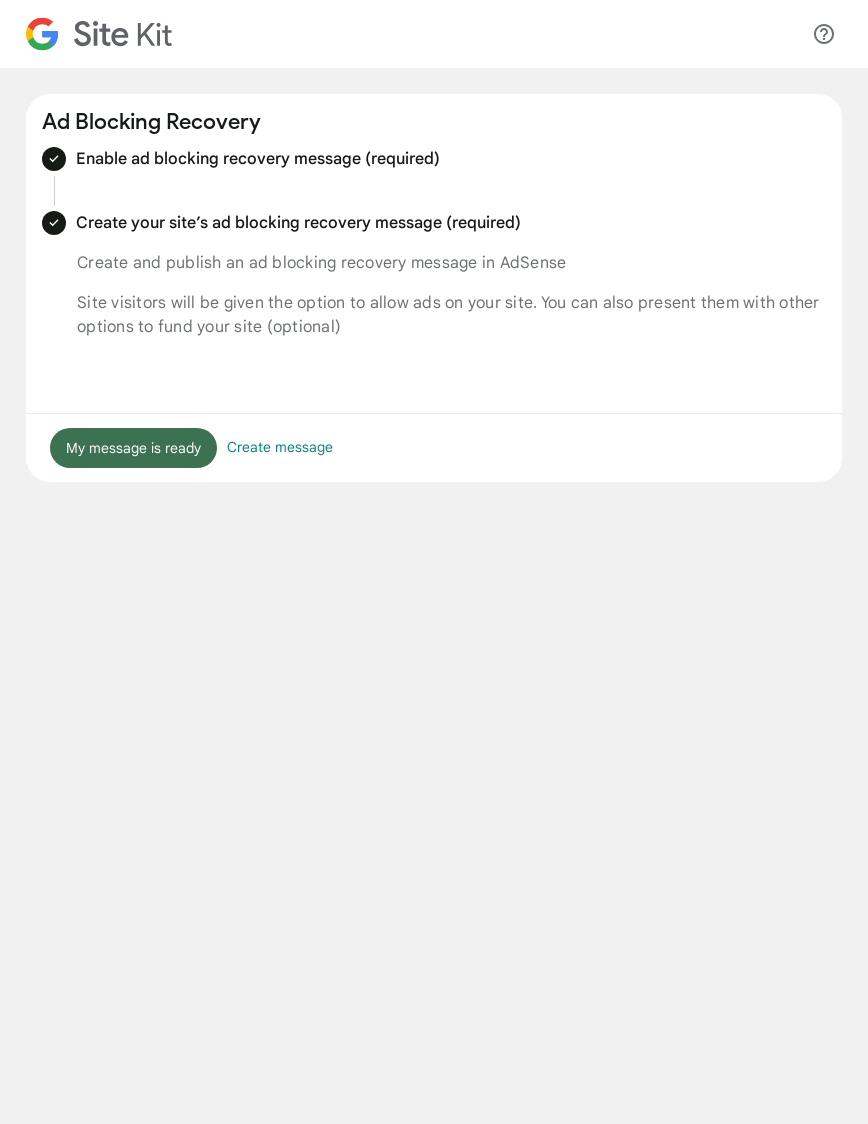 Site Kit
Ad Blocking Recovery
Enable ad blocking recovery message (required)
Create your site’s ad blocking recovery message (required)
Create and publish an ad blocking recovery message in AdSense
Site visitors will be given the option to allow ads on your site. You can also present them with other
options to fund your site (optional)
My message is ready
Create message